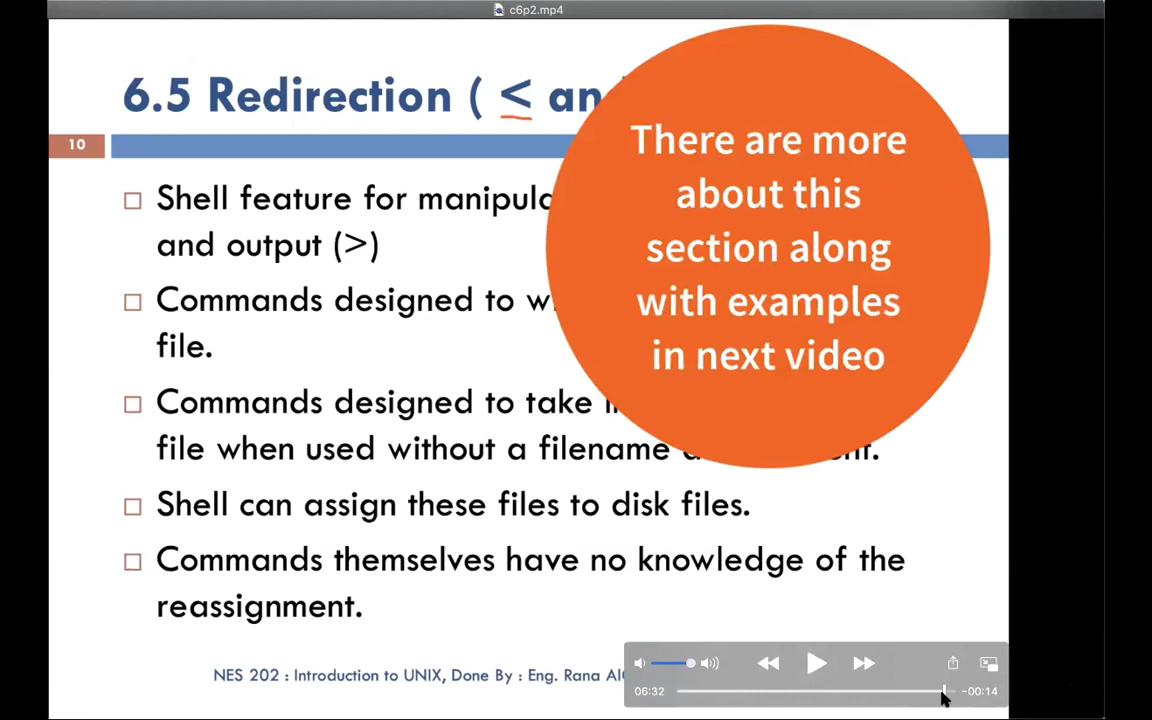 c6p2.mp4
6.5 Redirection ( < an
10
There are more
about this
section along
with examples
in next video
Shell feature for
and output (>)
Commands designed to
file.
Commands designed to take
file when used without a filename
Shell can assign these files to disk files.
Commands themselves have no knowledge of the
reassignment.
NES 202 : Introduction to UNIX, Done By : Eng. Rana
06:32
-00:14